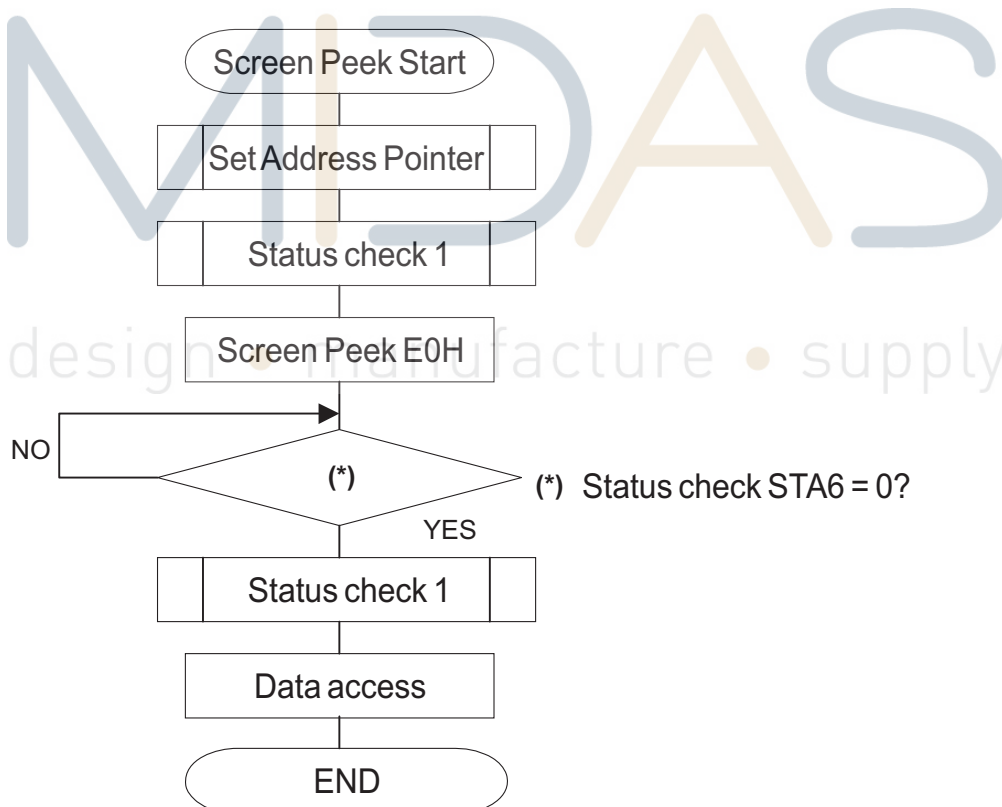 MIDAS
Screen Peek Start
Set Address Pointer
Status check 1
design • manufacture • supply
Screen Peek E0H
NO
(*)
(*) Status check STA6 = 0?
YES
Status check 1
Data access
END